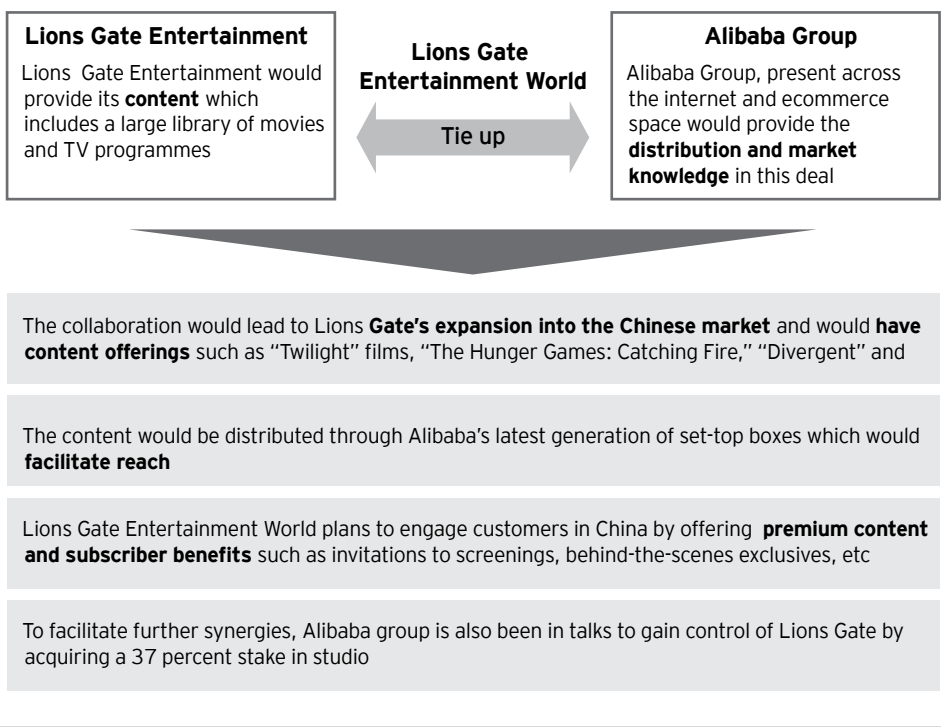 Lions Gate Entertainment
Lions Gate Entertainment would
provide its content which
includes a large library of movies
and TV programmes
Lions Gate
Entertainment World
Tie up
Alibaba Group
Alibaba Group, present across
the internet and ecommerce
space would provide the
distribution and market
knowledge in this deal
The collaboration would lead to Lions Gate’s expansion into the Chinese market and would have
content offerings such as “Twilight” films, “The Hunger Games: Catching Fire,” “Divergent” and
The content would be distributed through Alibaba’s latest generation of set-top boxes which would
facilitate reach
Lions Gate Entertainment World plans to engage customers in China by offering premium content
and subscriber benefits such as invitations to screenings, behind-the-scenes exclusives, etc
To facilitate further synergies, Alibaba group is also been in talks to gain control of Lions Gate by
acquiring a 37 percent stake in studio